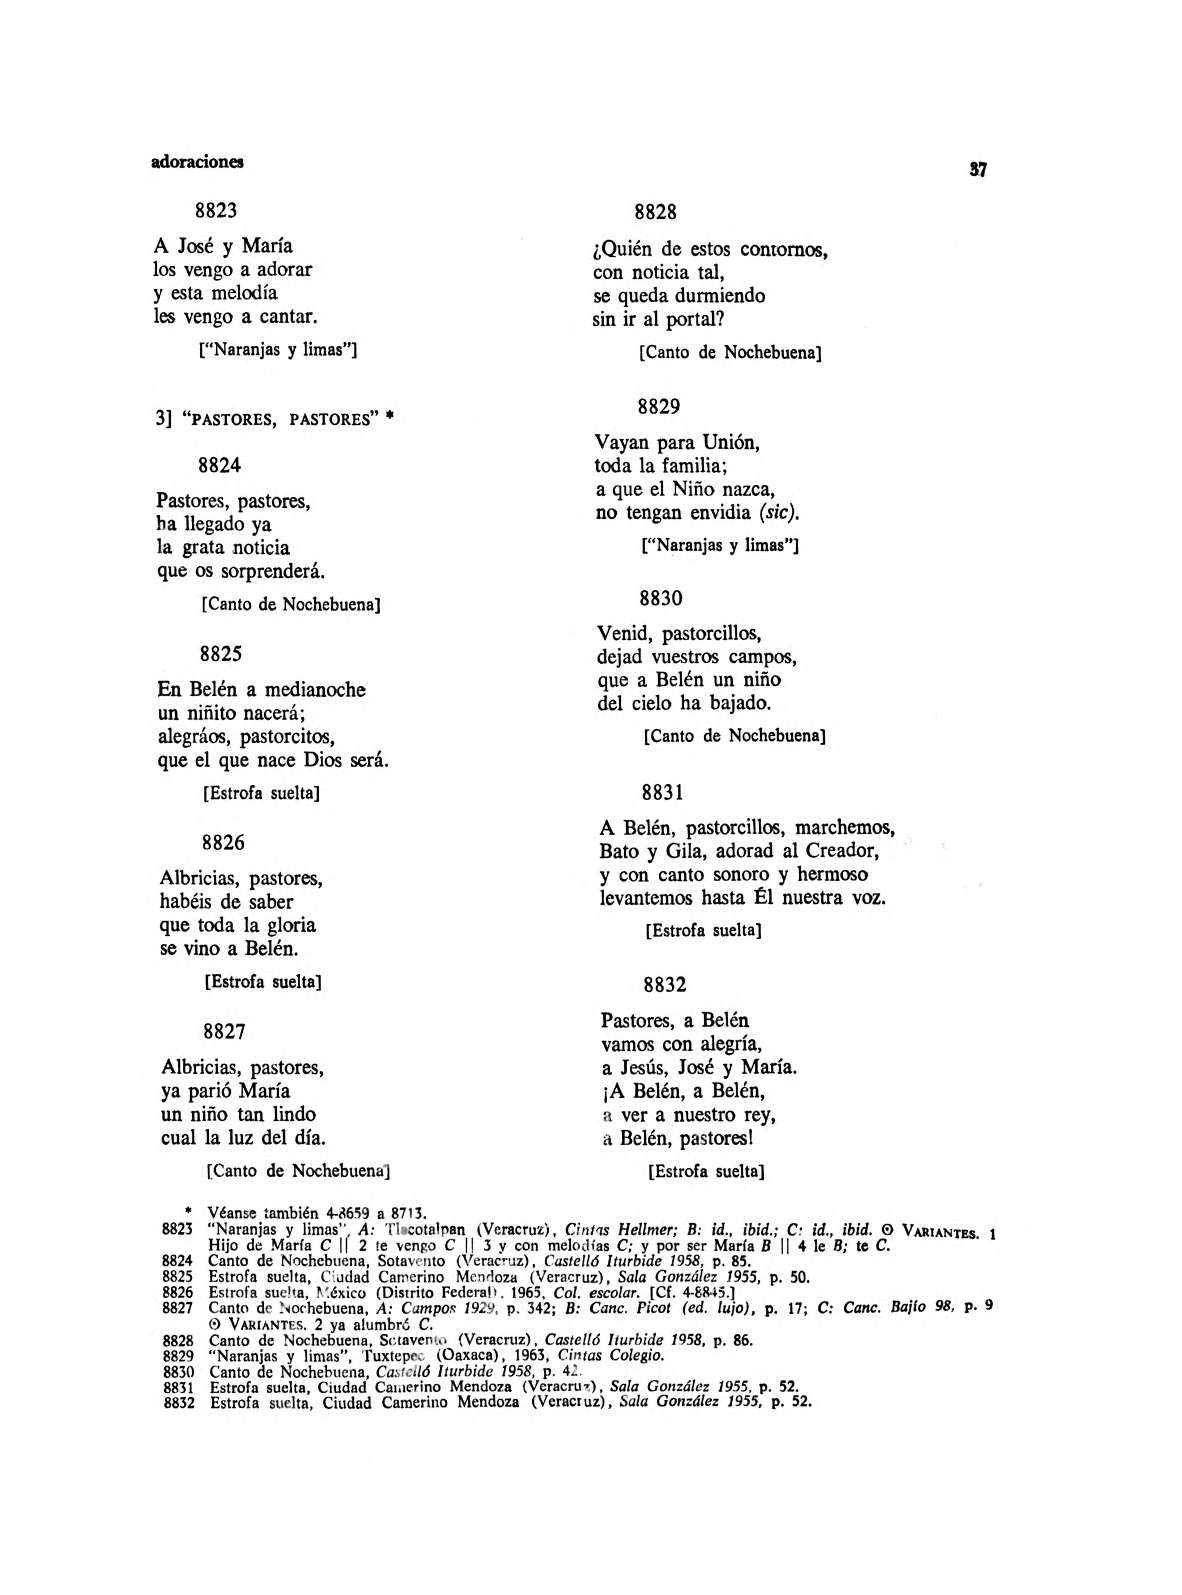 adoraciones
37
8823
A José y María
los vengo a adorar
y esta melodía
les vengo a cantar.
["Naranjas y limas"]
3] "PASTORES, PASTORES" *
8824
Pastores, pastores,
ha llegado ya
la grata noticia
que os sorprenderá.
[Canto de Nochebuena]
8825
En Belén a medianoche
un niñito nacerá;
alegráos, pastorcitos,
que el que nace Dios será.
[Estrofa suelta]
8826
Albricias, pastores,
habéis de saber
que toda la gloria
se vino a Belén.
[Estrofa suelta]
8827
Albricias, pastores,
ya parió María
un niño tan lindo
cual la luz del día.
[Canto de Nochebuena]
8828
¿Quién de estos contornos,
con noticia tal,
se queda durmiendo
sin ir al portal?
[Canto de Nochebuena]
8829
Vayan para Unión,
toda la familia;
a que el Niño nazca,
no tengan envidia (sic).
["Naranjas y limas"]
8830
Venid, pastorcillos,
dejad vuestros campos,
que a Belén un niño
del cielo ha bajado.
[Canto de Nochebuena]
8831
A Belén, pastorcillos, marchemos,
Bato y Gila, adorad al Creador,
y con canto sonoro y hermoso
levantemos hasta Él nuestra voz.
[Estrofa suelta]
8832
Pastores, a Belén
vamos con alegría,
a Jesús, José y María.
¡A Belén, a Belén,
a ver a nuestro rey,
a Belén, pastores!
[Estrofa suelta]
* Véanse también 4-8659 a 8713.
8823 "Naranjas y limas", A: Tlacotalpan (Veracruz), Cintas Hellmer; B: id., ibid.; C: id., ibid. ⊙ VARIANTES. 1
Hijo de María C || 2 te vengo C || 3 y con melodías C; y por ser María B || 4 le B; te C.
8824 Canto de Nochebuena, Sotavento (Veracruz), Castelló Iturbide 1958, p. 85.
8825 Estrofa suelta, Ciudad Camerino Mendoza (Veracruz), Sala González 1955, p. 50.
8826 Estrofa suelta, México (Distrito Federal), 1965, Col. escolar. [Cf. 4-8845.]
8827 Canto de Nochebuena, A: Campos 1929, p. 342; B: Canc. Picot (ed. lujo), p. 17; C: Canc. Bajío 98, p. 9
⊙ VARIANTES. 2 ya alumbró C.
8828 Canto de Nochebuena, Sotavento (Veracruz), Castelló Iturbide 1958, p. 86.
8829 "Naranjas y limas", Tuxtepec (Oaxaca), 1963, Cintas Colegio.
8830 Canto de Nochebuena, Castelló Iturbide 1958, p. 42.
8831 Estrofa suelta, Ciudad Camerino Mendoza (Veracruz), Sala González 1955, p. 52.
8832 Estrofa suelta, Ciudad Camerino Mendoza (Veracruz), Sala González 1955, p. 52.